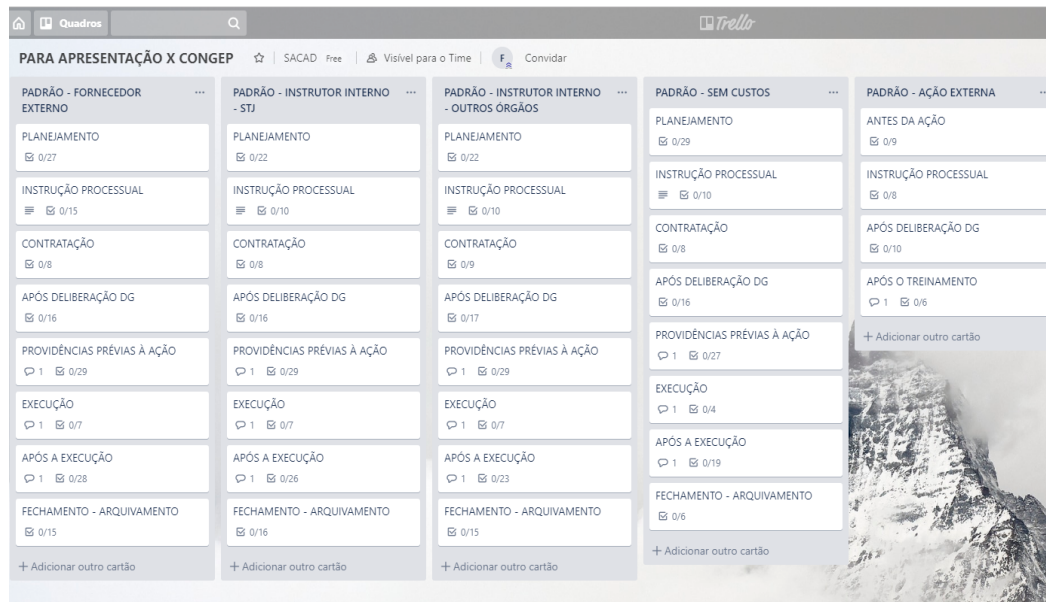 Quadros
Trello
PARA APRESENTAÇÃO X CONGEP
SACAD Free
Visível para o Time
F
Convidar
PADRÃO - FORNECEDOR
EXTERNO
PLANEJAMENTO
0/27
INSTRUÇÃO PROCESSUAL
0/15
CONTRATAÇÃO
0/8
APÓS DELIBERAÇÃO DG
0/16
PROVIDÊNCIAS PRÉVIAS À AÇÃO
1 0/29
EXECUÇÃO
1 0/7
APÓS A EXECUÇÃO
1 0/28
FECHAMENTO - ARQUIVAMENTO
0/15
+ Adicionar outro cartão
PADRÃO - INSTRUTOR INTERNO
- STJ
PLANEJAMENTO
0/22
INSTRUÇÃO PROCESSUAL
0/10
CONTRATAÇÃO
0/8
APÓS DELIBERAÇÃO DG
0/16
PROVIDÊNCIAS PRÉVIAS À AÇÃO
1 0/29
EXECUÇÃO
1 0/7
APÓS A EXECUÇÃO
1 0/26
FECHAMENTO - ARQUIVAMENTO
0/16
+ Adicionar outro cartão
PADRÃO - INSTRUTOR INTERNO
- OUTROS ÓRGÃOS
PLANEJAMENTO
0/22
INSTRUÇÃO PROCESSUAL
0/10
CONTRATAÇÃO
0/9
APÓS DELIBERAÇÃO DG
0/17
PROVIDÊNCIAS PRÉVIAS À AÇÃO
1 0/29
EXECUÇÃO
1 0/7
APÓS A EXECUÇÃO
1 0/23
FECHAMENTO - ARQUIVAMENTO
0/15
+ Adicionar outro cartão
PADRÃO - SEM CUSTOS
PLANEJAMENTO
0/29
INSTRUÇÃO PROCESSUAL
0/10
CONTRATAÇÃO
0/8
APÓS DELIBERAÇÃO DG
0/16
PROVIDÊNCIAS PRÉVIAS À AÇÃO
1 0/27
EXECUÇÃO
1 0/4
APÓS A EXECUÇÃO
1 0/19
FECHAMENTO - ARQUIVAMENTO
0/6
+ Adicionar outro cartão
PADRÃO - AÇÃO EXTERNA
ANTES DA AÇÃO
0/9
INSTRUÇÃO PROCESSUAL
0/8
APÓS DELIBERAÇÃO DG
0/10
APÓS O TREINAMENTO
1 0/6
+ Adicionar outro cartão